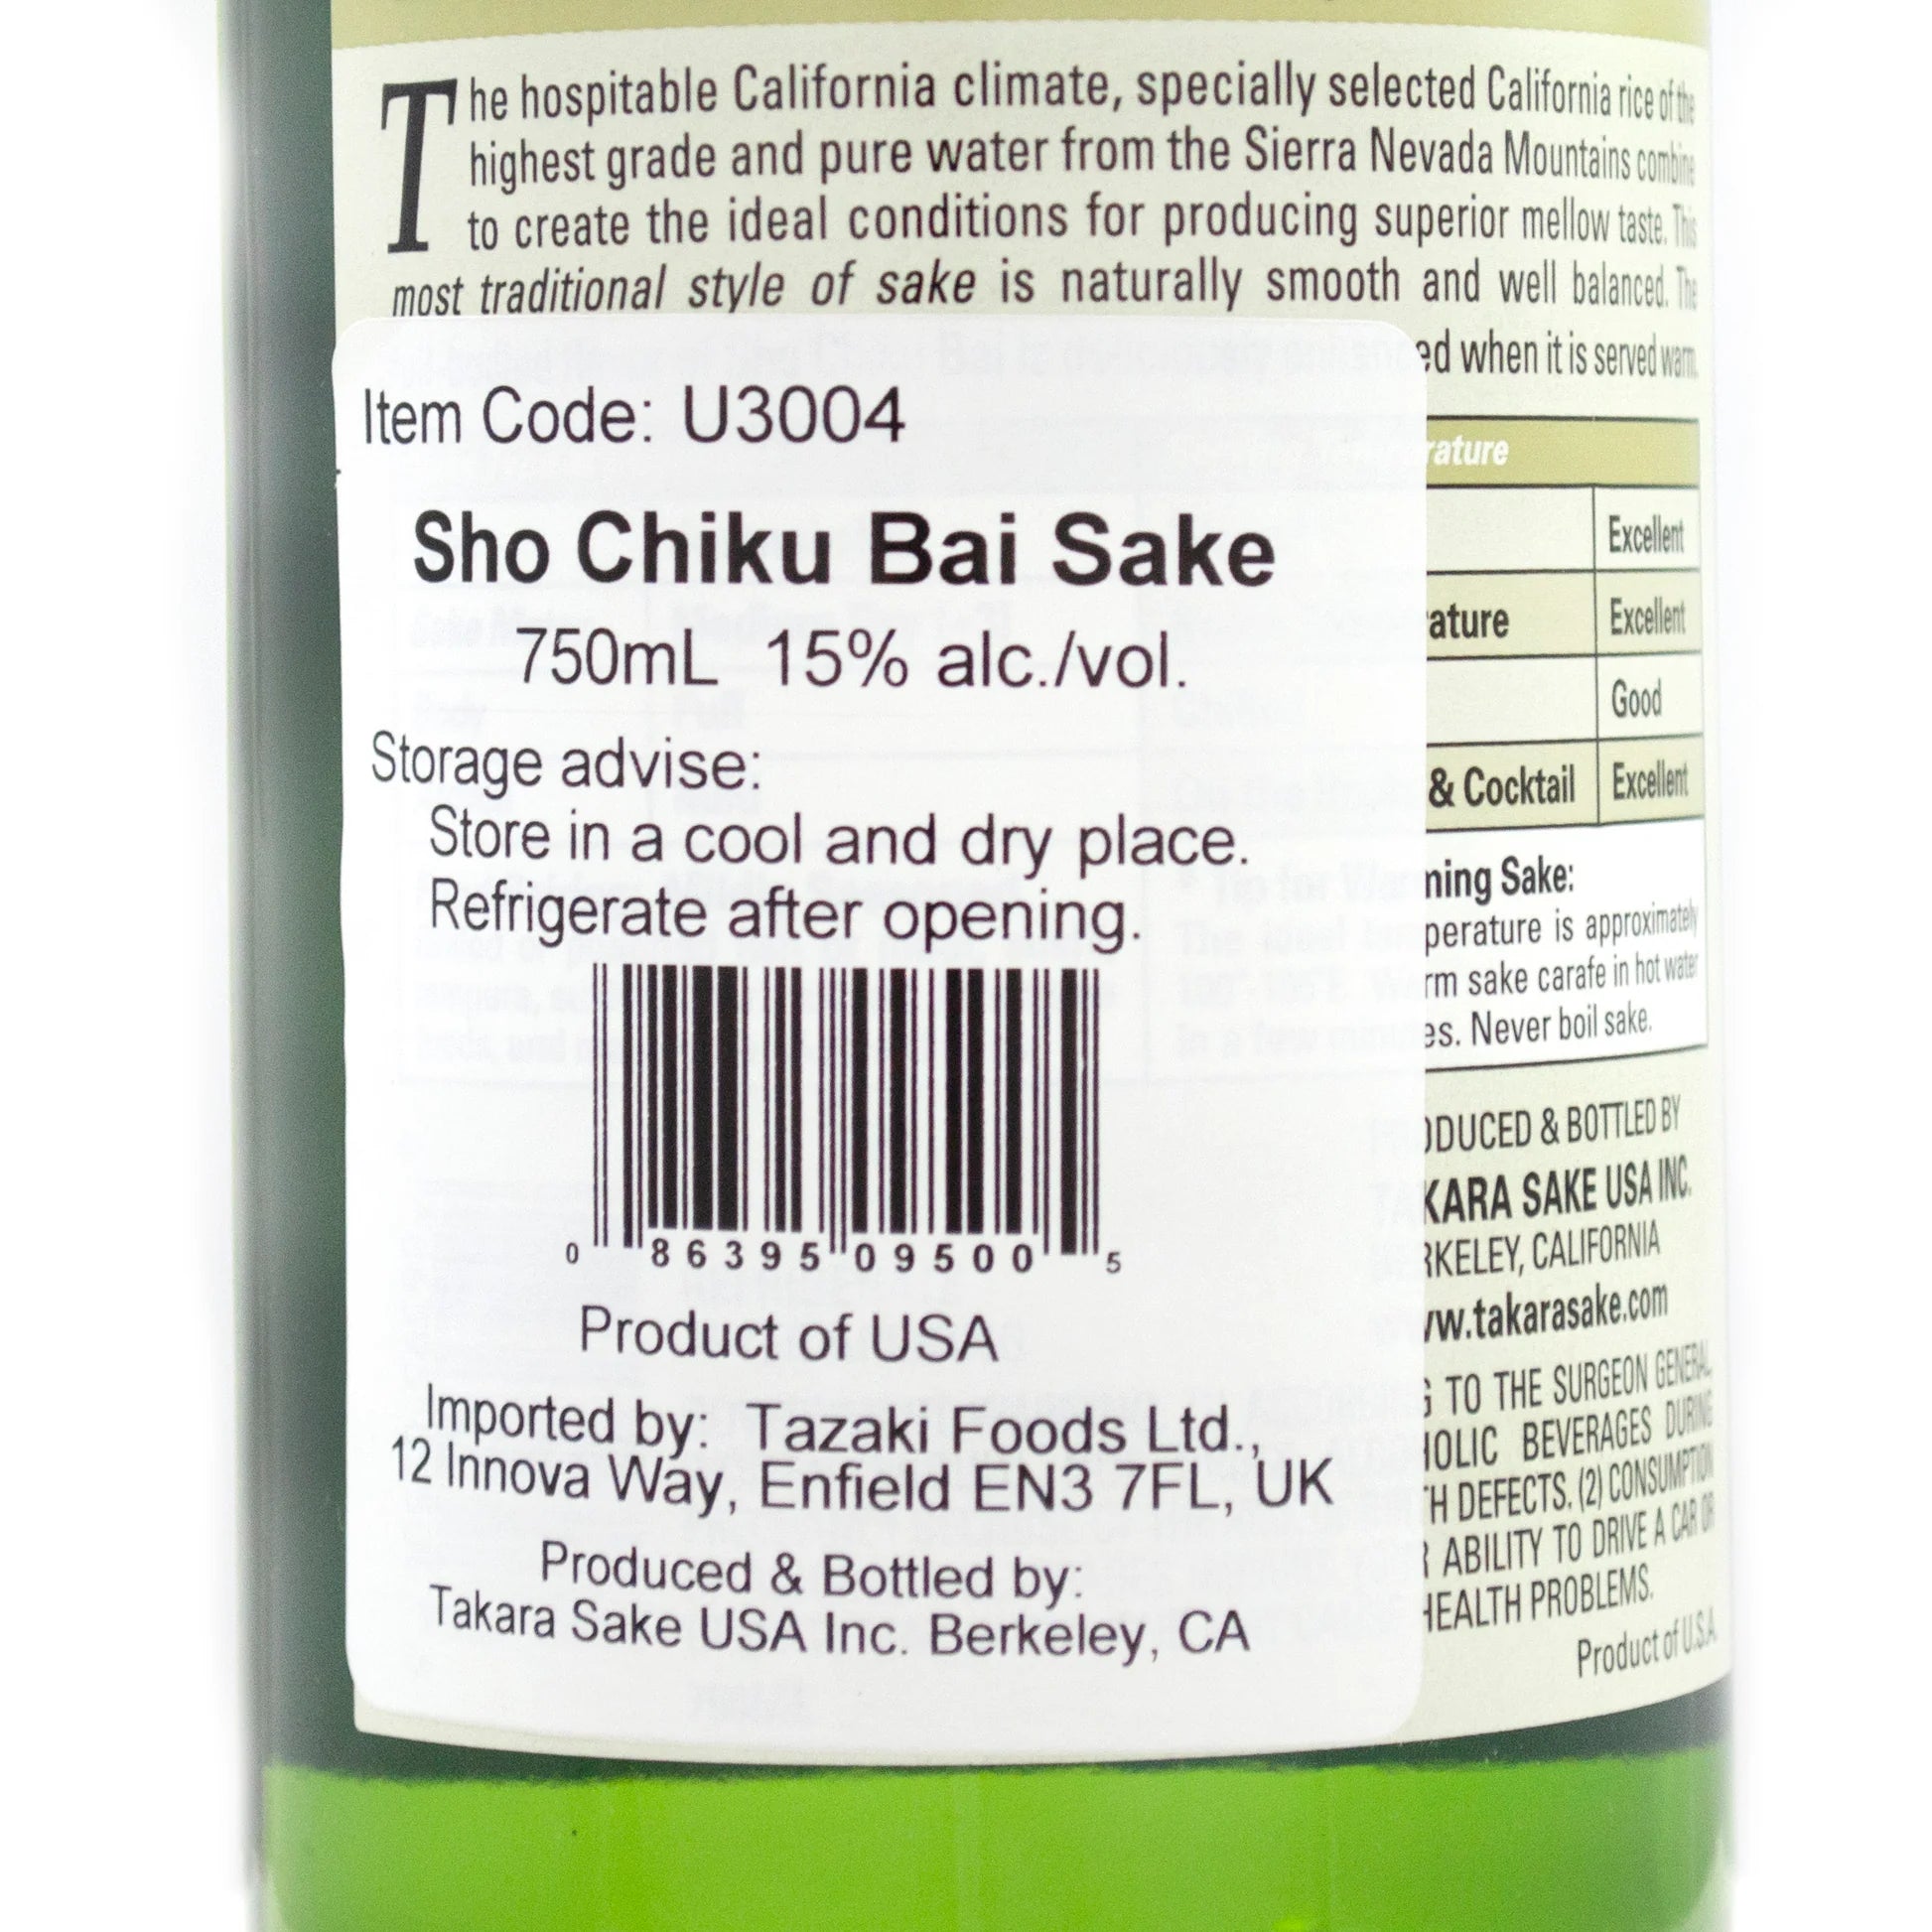 The hospitable California climate, specially selected California rice of the
highest grade and pure water from the Sierra Nevada Mountains combine
to create the ideal conditions for producing superior mellow taste. This
most traditional style of sake is naturally smooth and well balanced. The
ed when it is served warm.
Item Code: U3004
Sho Chiku Bai Sake
750mL 15% alc./vol.
Storage advise:
Store in a cool and dry place.
Refrigerate after opening.
0 86395 09500 5
Product of USA
Imported by: Tazaki Foods Ltd.,
12 Innova Way, Enfield EN3 7FL, UK
Produced & Bottled by:
Takara Sake USA Inc. Berkeley, CA
rature
Excellent
ature Excellent
Good
& Cocktail Excellent
ming Sake:
perature is approximately
rm sake carafe in hot water
es. Never boil sake.
ODUCED & BOTTLED BY
KARA SAKE USA INC.
RKELEY, CALIFORNIA
w.takarasake.com
G TO THE SURGEON GENERAL,
HOLIC BEVERAGES DURING
TH DEFECTS. (2) CONSUMPTION
R ABILITY TO DRIVE A CAR OR
HEALTH PROBLEMS.
Product of U.S.A.